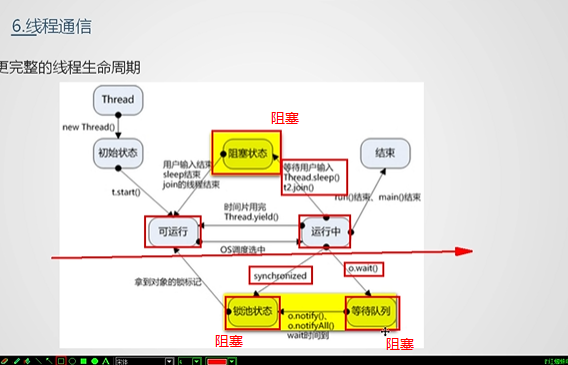 6.线程通信
更完整的线程生命周期
Thread
new Thread()
初始状态
t.start()
阻塞
阻塞状态
用户输入结束
sleep结束
join的线程结束
等待用户输入
Thread.sleep()
t2.join()
结束
run()结束、main()结束
时间片用完
Thread.yield()
可运行
运行中
OS调度选中
拿到对象的锁标记
synchronized
o.wait()
锁池状态
o.notify()、
o.notifyAll()
wait时间到
等待队列
阻塞
阻塞
宋体